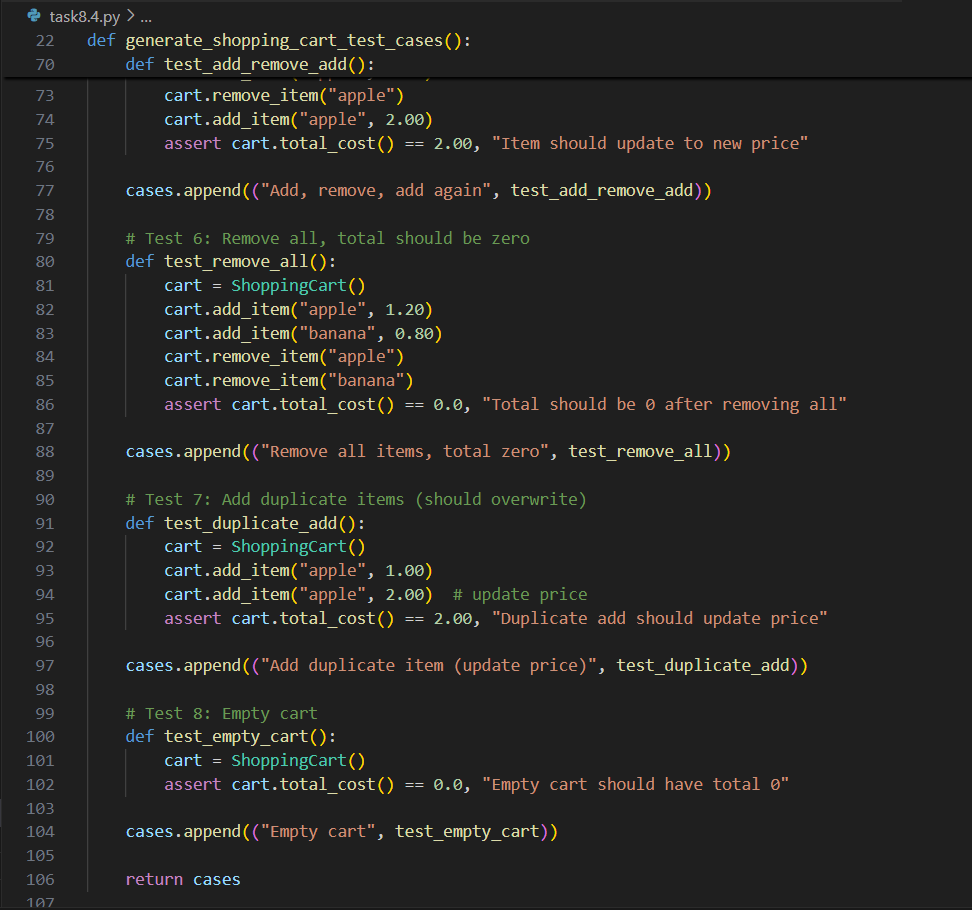 task8.4.py > ...
22 def generate_shopping_cart_test_cases():
70 def test_add_remove_add():
73 cart.remove_item("apple")
74 cart.add_item("apple", 2.00)
75 assert cart.total_cost() == 2.00, "Item should update to new price"
76
77 cases.append(("Add, remove, add again", test_add_remove_add))
78
79 # Test 6: Remove all, total should be zero
80 def test_remove_all():
81 cart = ShoppingCart()
82 cart.add_item("apple", 1.20)
83 cart.add_item("banana", 0.80)
84 cart.remove_item("apple")
85 cart.remove_item("banana")
86 assert cart.total_cost() == 0.0, "Total should be 0 after removing all"
87
88 cases.append(("Remove all items, total zero", test_remove_all))
89
90 # Test 7: Add duplicate items (should overwrite)
91 def test_duplicate_add():
92 cart = ShoppingCart()
93 cart.add_item("apple", 1.00)
94 cart.add_item("apple", 2.00)  # update price
95 assert cart.total_cost() == 2.00, "Duplicate add should update price"
96
97 cases.append(("Add duplicate item (update price)", test_duplicate_add))
98
99 # Test 8: Empty cart
100 def test_empty_cart():
101 cart = ShoppingCart()
102 assert cart.total_cost() == 0.0, "Empty cart should have total 0"
103
104 cases.append(("Empty cart", test_empty_cart))
105
106 return cases
107